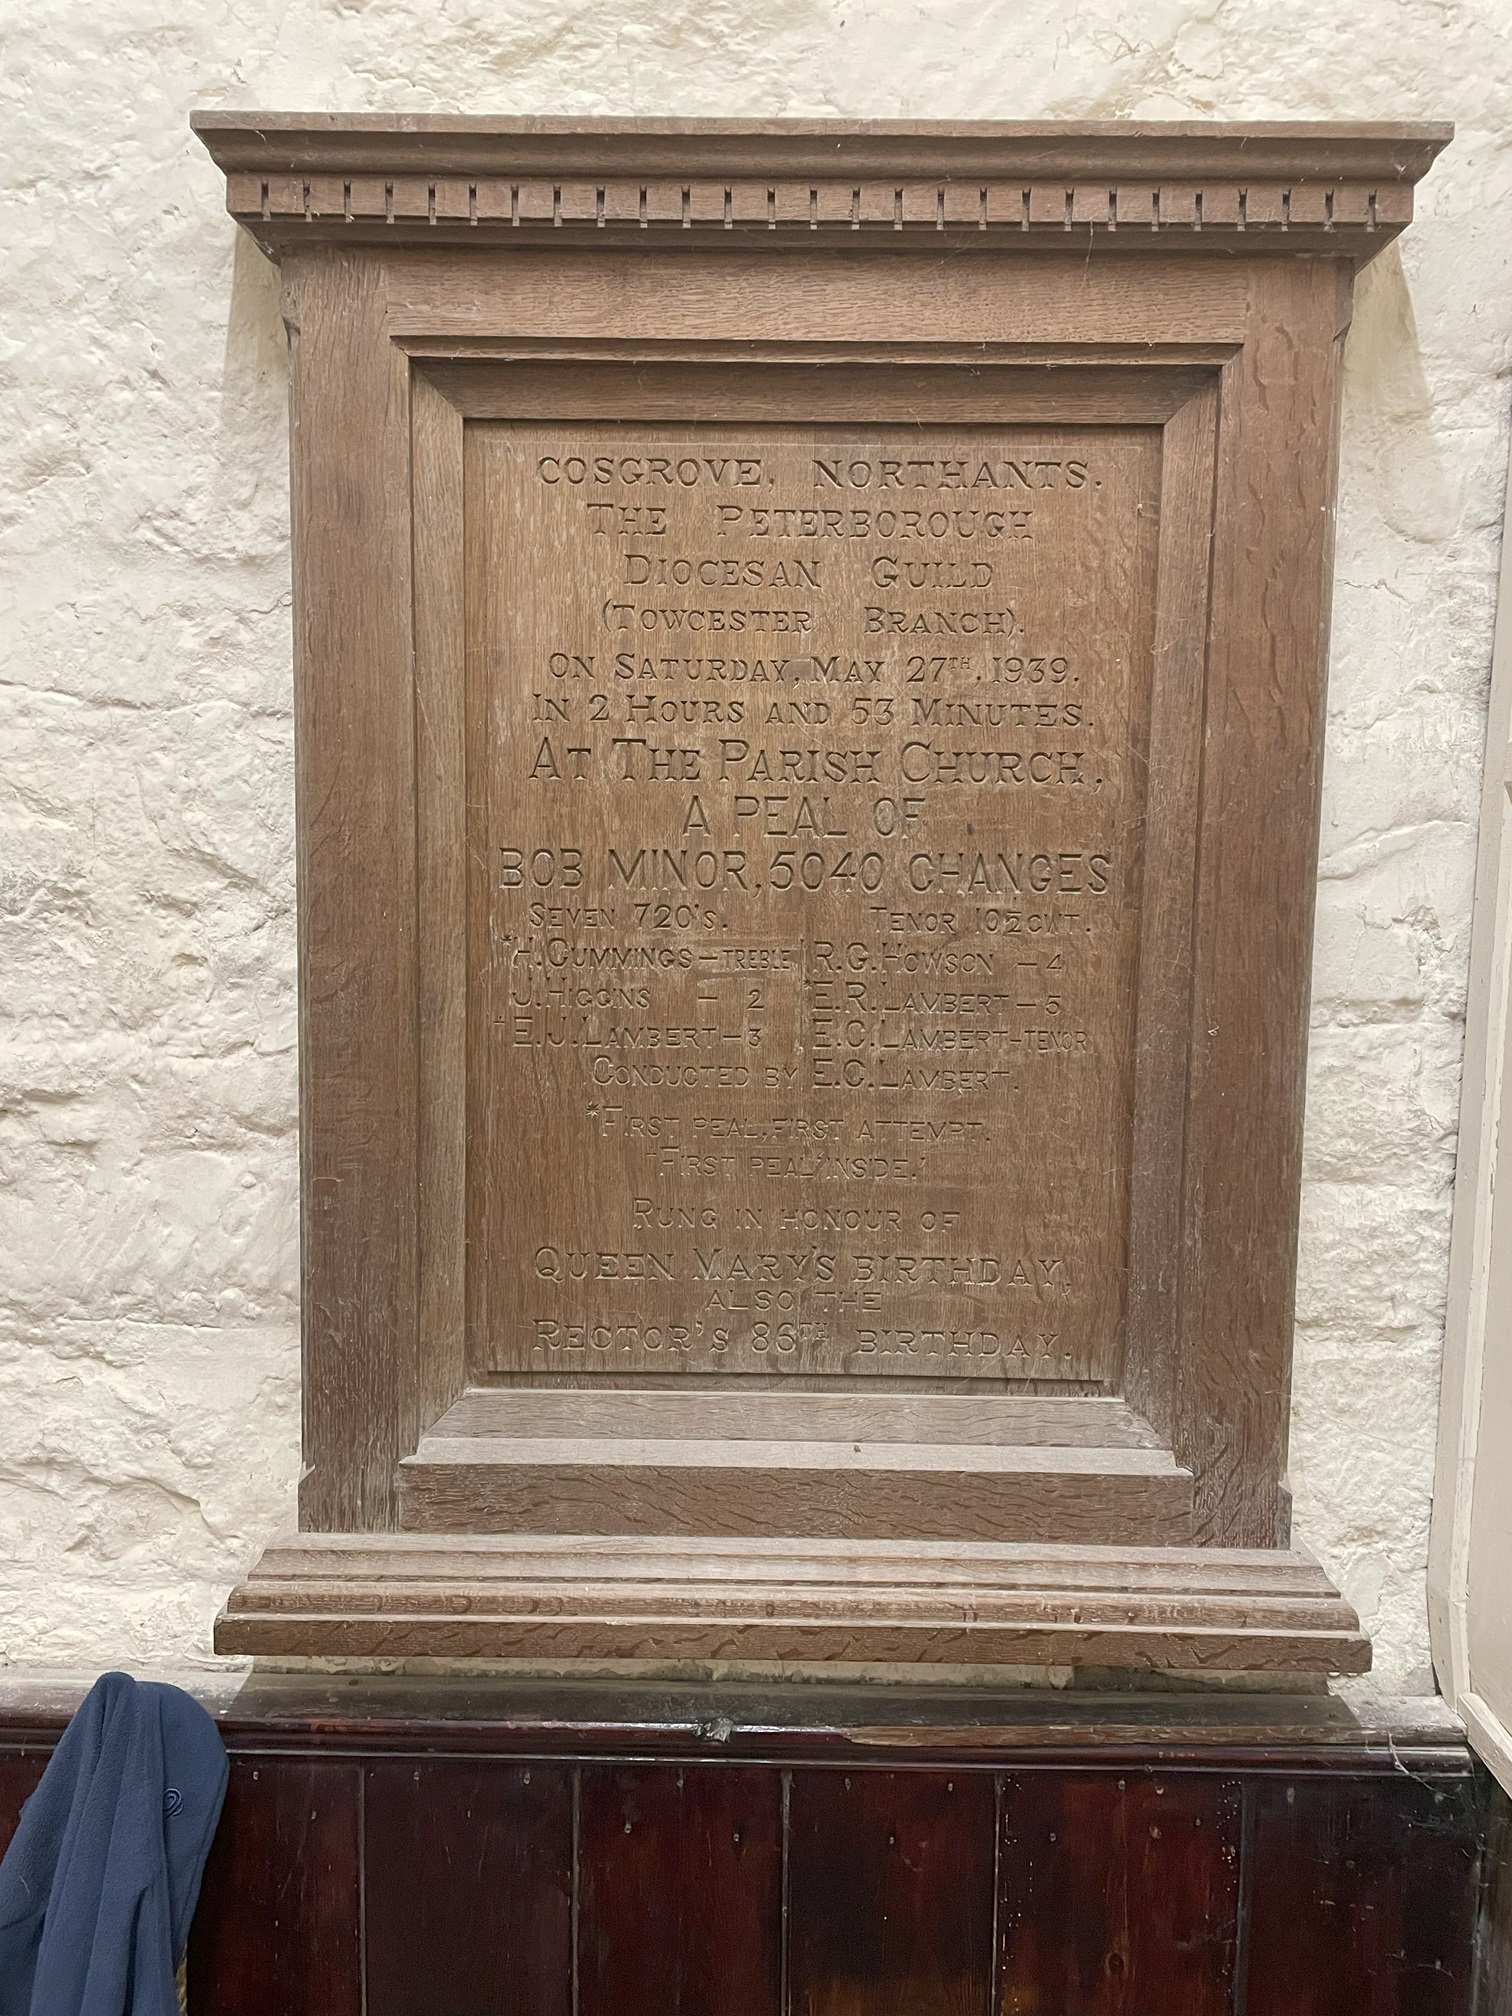 COSGROVE, NORTHANTS.
THE PETERBOROUGH
DIOCESAN GUILD
(TOWCESTER BRANCH).
ON SATURDAY, MAY 27TH. 1939.
IN 2 HOURS AND 53 MINUTES.
AT THE PARISH CHURCH,
A PEAL OF
BOB MINOR, 5040 CHANGES
SEVEN 720'S. TENOR 10½ CWT.
*H. CUMMINGS – TREBLE R.G. HOWSON – 4
J. HIGGINS – 2 *E.R. LAMBERT – 5
-E.J. LAMBERT – 3 E.C. LAMBERT – TENOR
CONDUCTED BY E.C. LAMBERT.
*FIRST PEAL, FIRST ATTEMPT.
-FIRST PEAL 'INSIDE.'
RUNG IN HONOUR OF
QUEEN MARY'S BIRTHDAY,
ALSO THE
RECTOR'S 86TH BIRTHDAY.